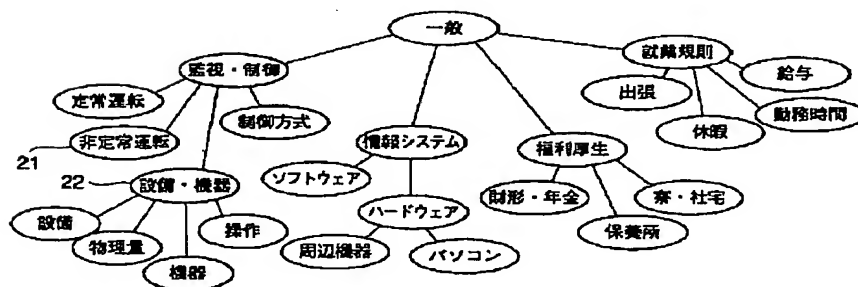 一般
監視・制御
就業規則
定常運転
給与
出張
制御方式
勤務時間
非定常運転
休暇
21
情報システム
福利厚生
22
設備・機器
ソフトウェア
財形・年金
寮・社宅
設備
ハードウェア
操作
保養所
物理量
周辺機器
パソコン
機器